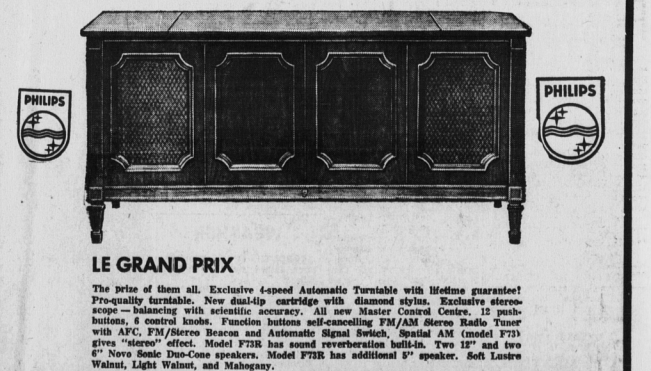 PHILIPS
PHILIPS
LE GRAND PRIX
The prize of them all. Exclusive 4-speed Automatic Turntable with lifetime guarantee!
Pro-quality turntable. New dual-tip cartridge with diamond stylus. Exclusive stereo-
scope — balancing with scientific accuracy. All new Master Control Centre. 12 push-
buttons, 6 control knobs. Function buttons self-cancelling FM/AM Stereo Radio Tuner
with AFC, FM/Stereo Beacon and Automatic Signal Switch, Spatial AM (model F73)
gives "stereo" effect. Model F73R has sound reverberation built-in. Two 12" and two
6" Novo Sonic Duo-Cone speakers. Model F73R has additional 5" speaker. Soft Lustre
Walnut, Light Walnut, and Mahogany.